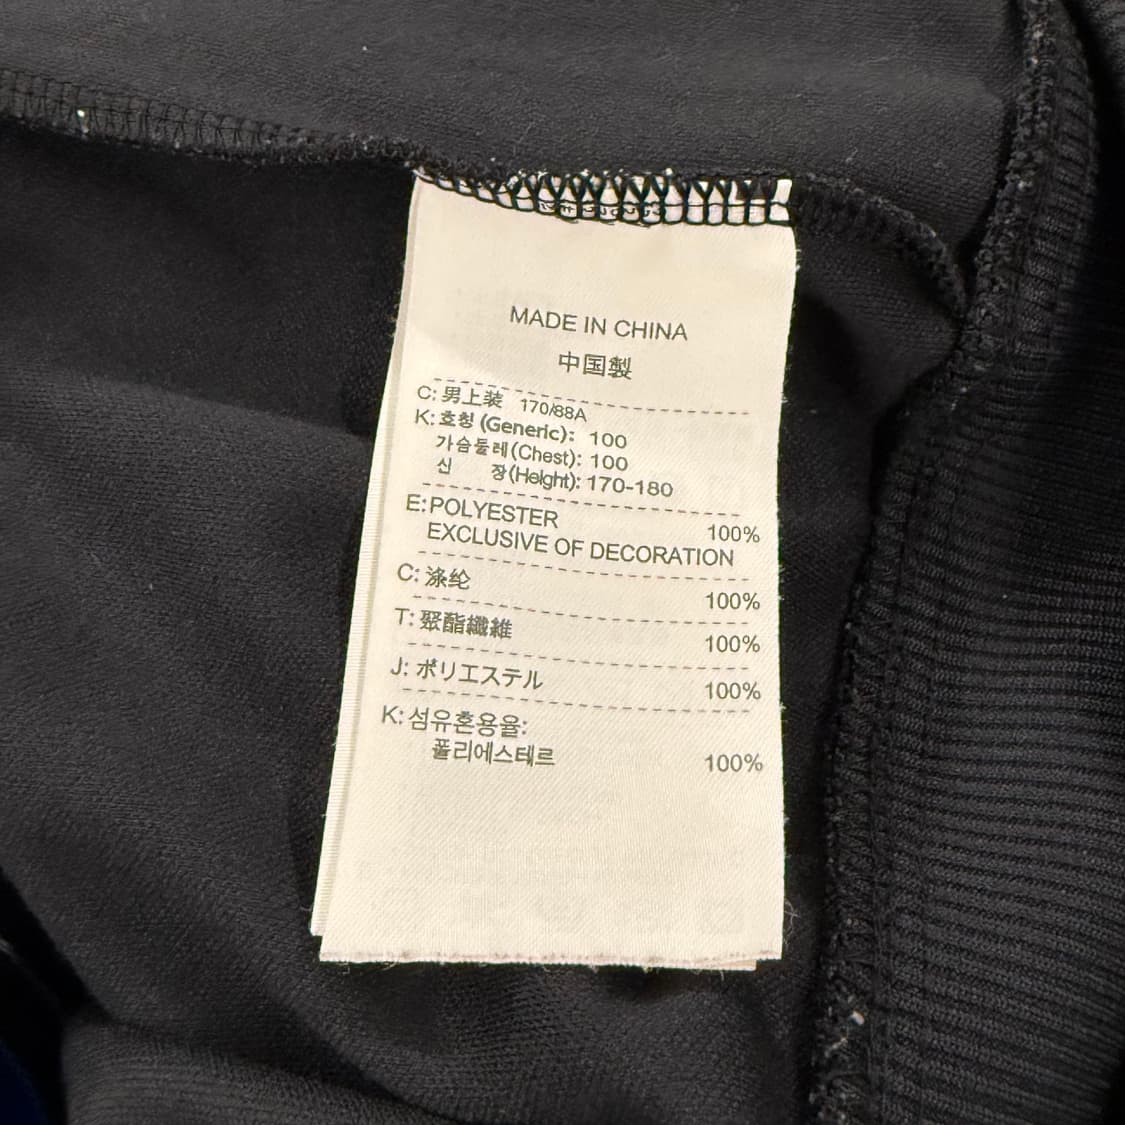 MADE IN CHINA
中国製
C: 男上装 170/88A
K: 호칭 (Generic): 100
가슴둘레(Chest): 100
신 장(Height): 170-180
E: POLYESTER 100%
EXCLUSIVE OF DECORATION
C: 涤纶 100%
T: 聚酯纖維 100%
J: ポリエステル 100%
K: 섬유혼용율:
폴리에스테르 100%